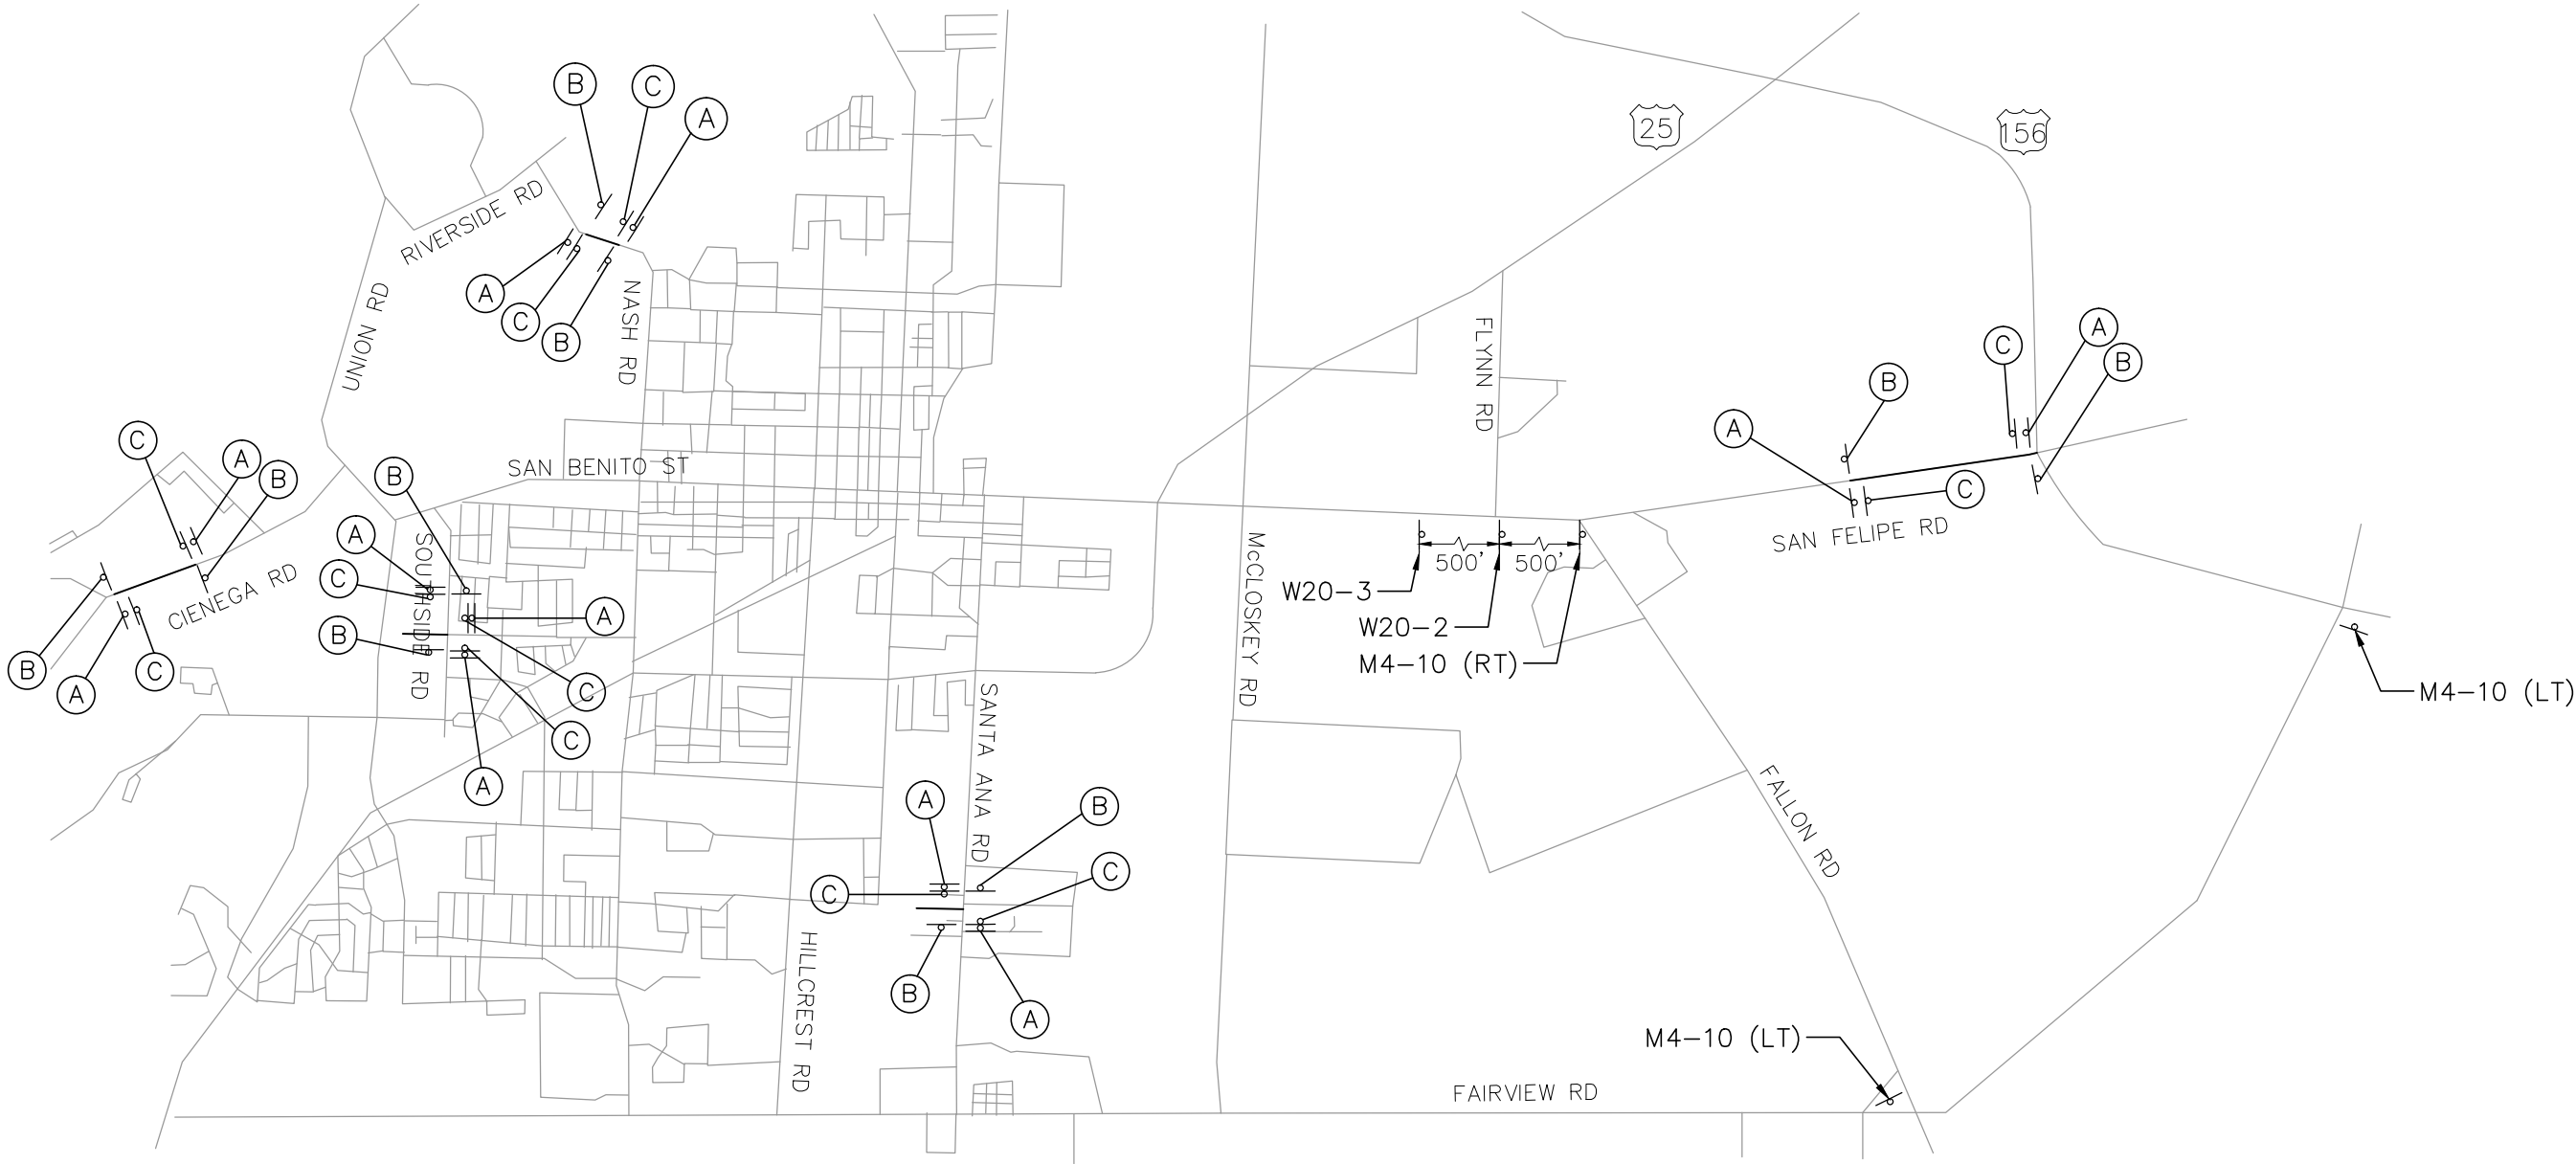 B
C
A
25
156
RIVERSIDE RD
A
C
B
UNION RD
NASH RD
FLYNN RD
A
C
B
B
A
C
C
A
B
SAN BENITO ST
B
A
C
B
SOUTHSIDE RD
A
C
C
A
B
A
C
CIENEGA RD
McCLOSKEY RD
500'
500'
W20-3
W20-2
M4-10 (RT)
SAN FELIPE RD
M4-10 (LT)
SANTA ANA RD
A
B
C
C
B
A
HILLCREST RD
FALLON RD
M4-10 (LT)
FAIRVIEW RD